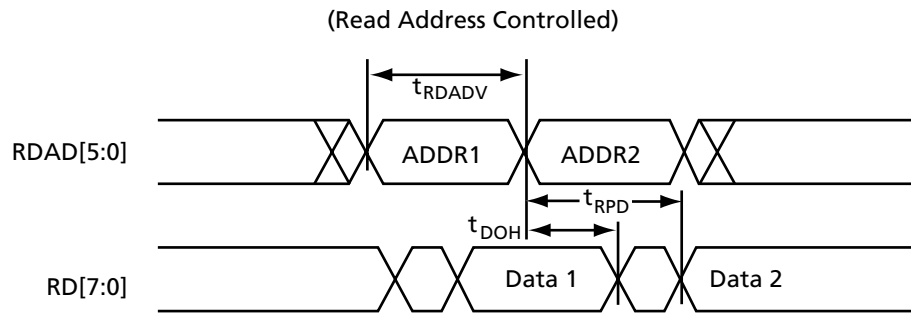 (Read Address Controlled)
tRDADV
RDAD[5:0]
ADDR1
ADDR2
tRPD
tDOH
RD[7:0]
Data 1
Data 2